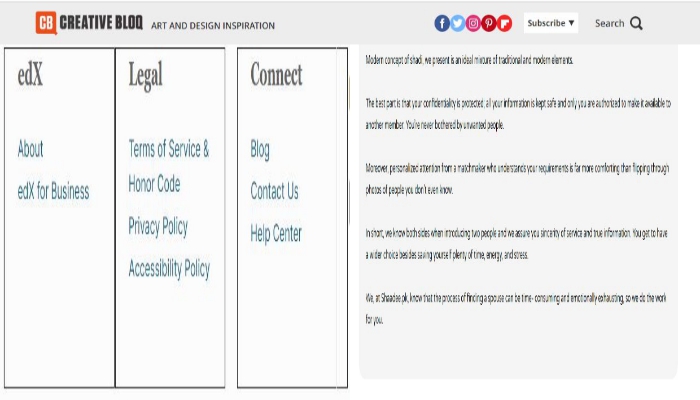 CB CREATIVE BLOQ ART AND DESIGN INSPIRATION Subscribe ▼ Search
edX
About
edX for Business
Legal
Terms of Service &
Honor Code
Privacy Policy
Accessibility Policy
Connect
Blog
Contact Us
Help Center
Modern concept of shadi, we present is an ideal mixture of traditional and modern elements.
The best part is that your confidentiality is protected; all your information is kept safe and only you are authorized to make it available to
another member. You're never bothered by unwanted people.
Moreover, personalized attention from a matchmaker who understands your requirements is far more comforting than flipping through
photos of people you don't even know.
In short, we know both sides when introducing two people and we assure you sincerity of service and true information. You get to have
a wider choice besides saving yourself plenty of time, energy, and stress.
We, at Shaadee.pk, know that the process of finding a spouse can be time- consuming and emotionally exhausting, so we do the work
for you.